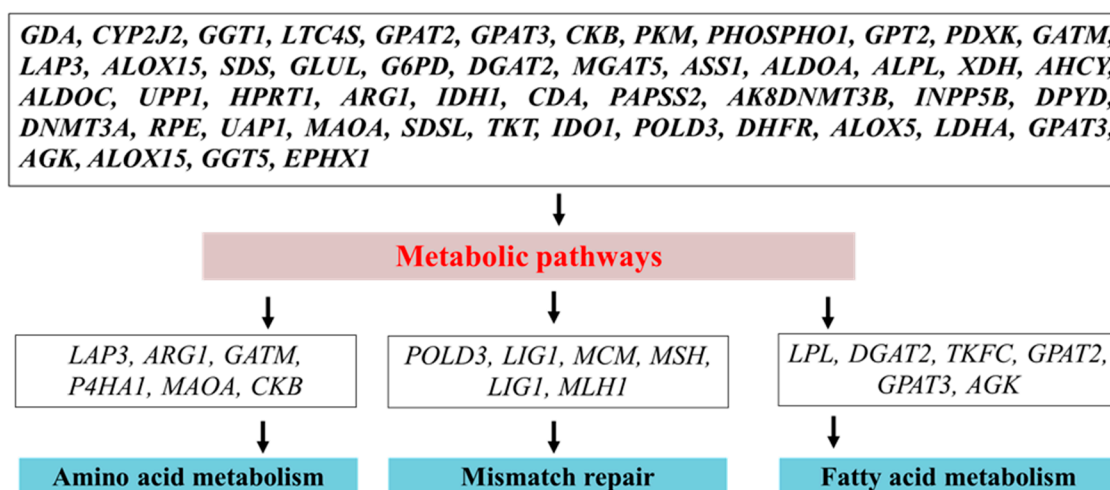 GDA, CYP2J2, GGT1, LTC4S, GPAT2, GPAT3, CKB, PKM, PHOSPHO1, GPT2, PDXK, GATM,
LAP3, ALOX15, SDS, GLUL, G6PD, DGAT2, MGAT5, ASS1, ALDOA, ALPL, XDH, AHCY,
ALDOC, UPP1, HPRT1, ARG1, IDH1, CDA, PAPSS2, AK8DNMT3B, INPP5B, DPYD,
DNMT3A, RPE, UAP1, MAOA, SDSL, TKT, IDO1, POLD3, DHFR, ALOX5, LDHA, GPAT3,
AGK, ALOX15, GGT5, EPHX1
Metabolic pathways
LAP3, ARG1, GATM,
P4HA1, MAOA, CKB
POLD3, LIG1, MCM, MSH,
LIG1, MLH1
LPL, DGAT2, TKFC, GPAT2,
GPAT3, AGK
Amino acid metabolism
Mismatch repair
Fatty acid metabolism